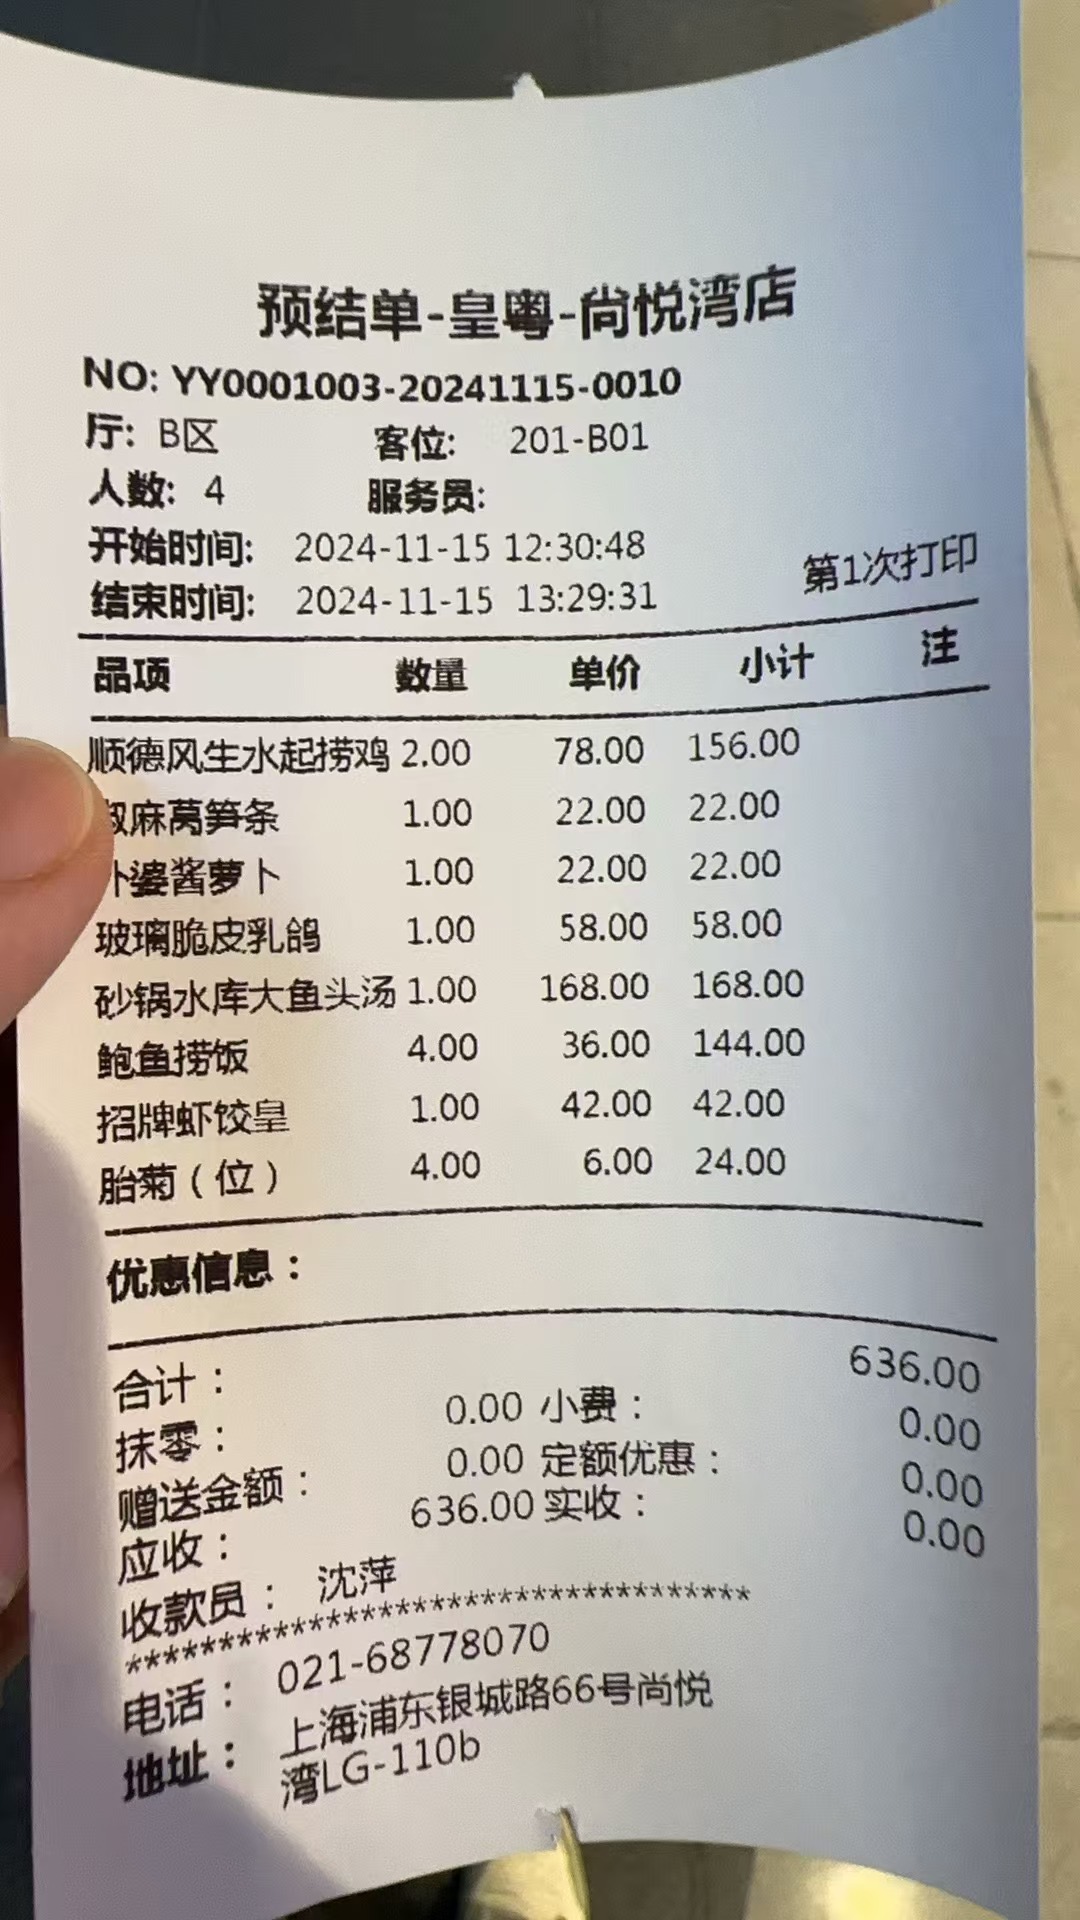 预结单-皇粤-尚悦湾店
NO: YY0001003-20241115-0010
厅: B区 客位: 201-B01
人数: 4 服务员:
开始时间: 2024-11-15 12:30:48
结束时间: 2024-11-15 13:29:31 第1次打印
品项 数量 单价 小计 注
顺德风生水起捞鸡 2.00 78.00 156.00
椒麻莴笋条 1.00 22.00 22.00
外婆酱萝卜 1.00 22.00 22.00
玻璃脆皮乳鸽 1.00 58.00 58.00
砂锅水库大鱼头汤 1.00 168.00 168.00
鲍鱼捞饭 4.00 36.00 144.00
招牌虾饺皇 1.00 42.00 42.00
胎菊（位） 4.00 6.00 24.00
优惠信息：
合计： 636.00
抹零： 0.00 小费： 0.00
赠送金额： 0.00 定额优惠： 0.00
应收： 636.00 实收： 0.00
收款员： 沈萍
**********************************
电话： 021-68778070
地址： 上海浦东银城路66号尚悦
湾LG-110b